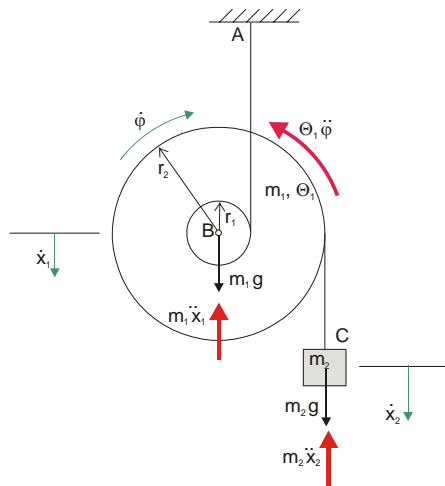 A
φ̇
Θ₁φ̈
r₂
m₁, Θ₁
r₁
B
ẋ₁
m₁g
m₁ẍ₁
C
m₂
m₂g
ẋ₂
m₂ẍ₂